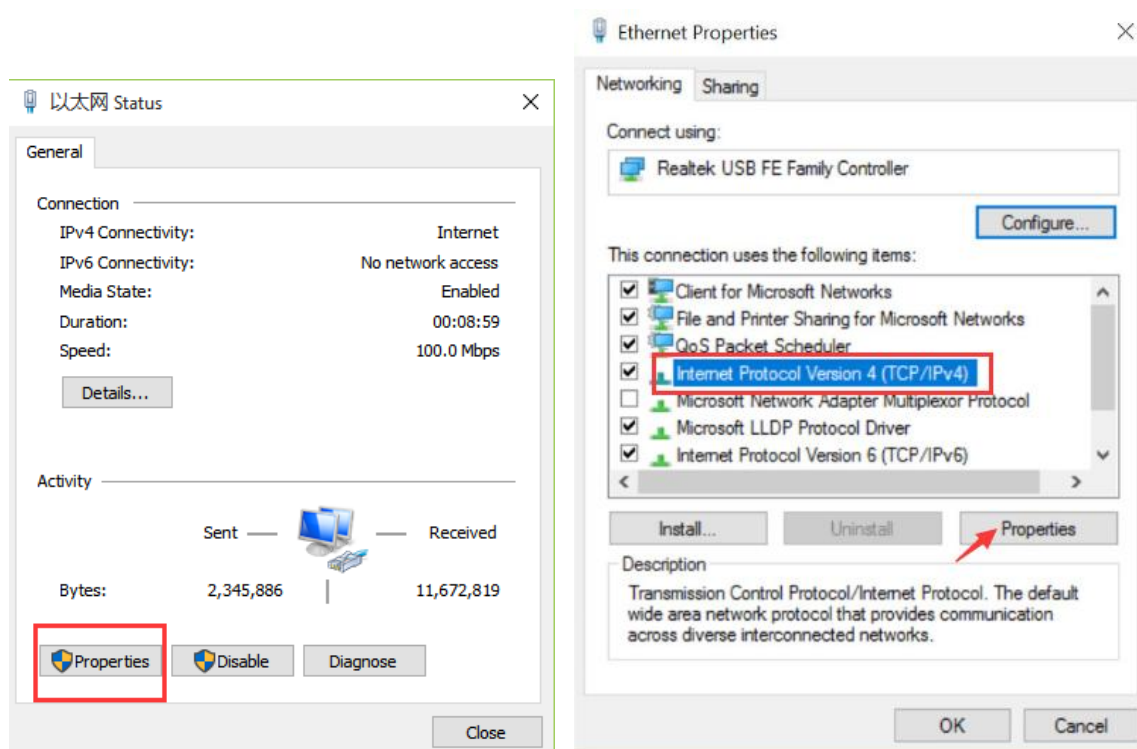 以太网 Status
General
Connection
IPv4 Connectivity: Internet
IPv6 Connectivity: No network access
Media State: Enabled
Duration: 00:08:59
Speed: 100.0 Mbps
Details...
Activity
Sent Received
Bytes: 2,345,886 11,672,819
Properties Disable Diagnose
Close
Ethernet Properties
Networking Sharing
Connect using:
Realtek USB FE Family Controller
Configure...
This connection uses the following items:
Client for Microsoft Networks
File and Printer Sharing for Microsoft Networks
QoS Packet Scheduler
Internet Protocol Version 4 (TCP/IPv4)
Microsoft Network Adapter Multiplexor Protocol
Microsoft LLDP Protocol Driver
Internet Protocol Version 6 (TCP/IPv6)
Install... Uninstall Properties
Description
Transmission Control Protocol/Internet Protocol. The default
wide area network protocol that provides communication
across diverse interconnected networks.
OK Cancel